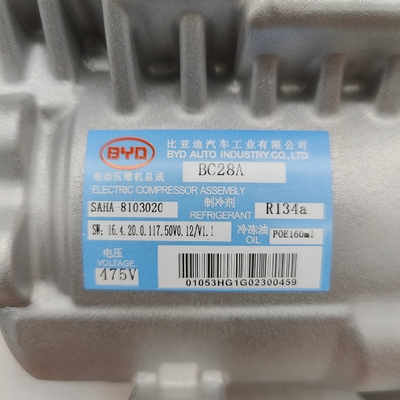 BYD
比亚迪汽车工业有限公司
BYD AUTO INDUSTRY CO.,LTD
电动压缩机总成 BC28A
ELECTRIC COMPRESSOR ASSEMBLY
SAHA-8103020 制冷剂 REFRIGERANT R134a
SW: 16.4.20.0.117.50V0.12/V1.1 冷冻油 OIL POE160ml
电压
VOLTAGE
475V
01053HG1G02300459